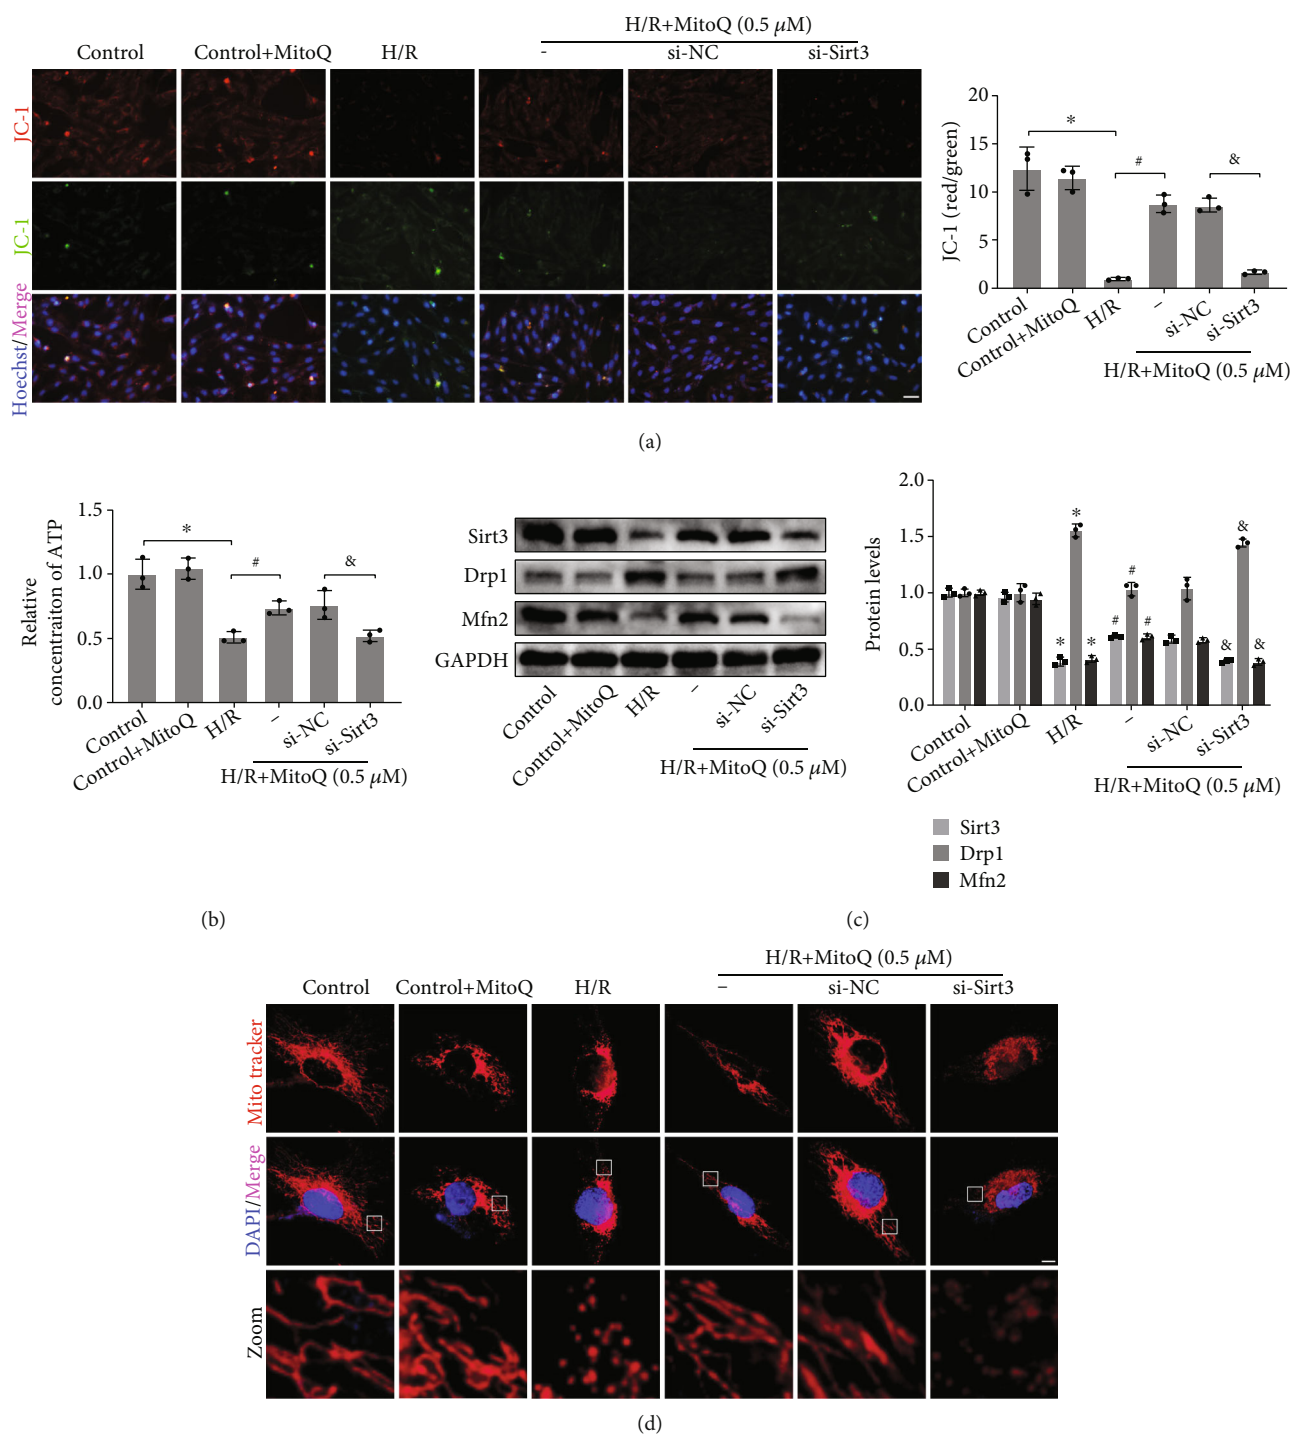 H/R+MitoQ (0.5 μM)
Control Control+MitoQ H/R - si-NC si-Sirt3
JC-1
JC-1
Hoechst/Merge
JC-1 (red/green)
20
15
10
5
0
* # &
Control Control+MitoQ H/R – si-NC si-Sirt3
H/R+MitoQ (0.5 μM)
(a)
Relative
concentraiton of ATP
1.5
1.0
0.5
0.0
* # &
Control Control+MitoQ H/R – si-NC si-Sirt3
H/R+MitoQ (0.5 μM)
(b)
Sirt3
Drp1
Mfn2
GAPDH
Control Control+MitoQ H/R – si-NC si-Sirt3
H/R+MitoQ (0.5 μM)
Protein levels
2.0
1.5
1.0
0.5
0.0
* * * # # # & & &
Control Control+MitoQ H/R – si-NC si-Sirt3
H/R+MitoQ (0.5 μM)
Sirt3
Drp1
Mfn2
(c)
H/R+MitoQ (0.5 μM)
Control Control+MitoQ H/R – si-NC si-Sirt3
Mito tracker
DAPI/Merge
Zoom
(d)